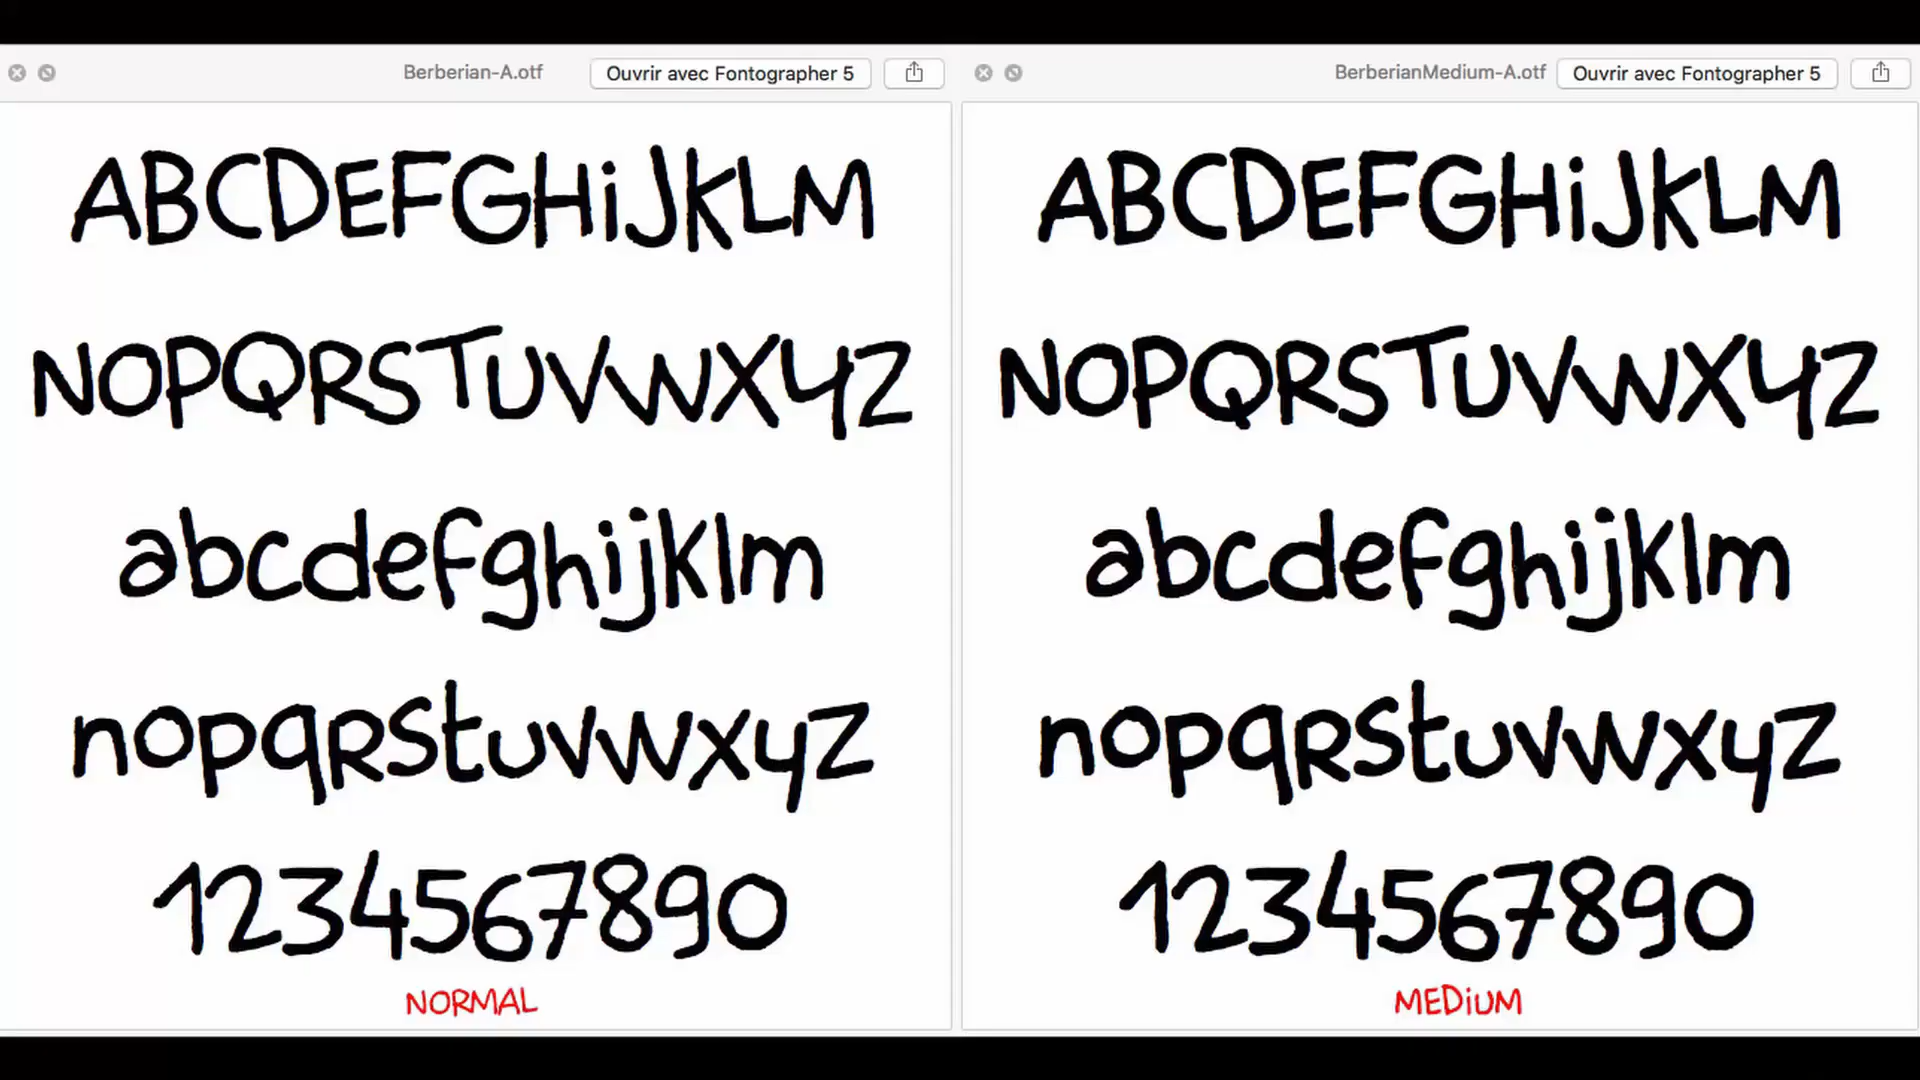 Berberian-A.otf
Ouvrir avec Fontographer 5
ABCDEFGHiJKLM
NOPQRSTUVWXYZ
abcdefghijklm
nopqRstuvwxyz
1234567890
NORMAL
BerberianMedium-A.otf
Ouvrir avec Fontographer 5
ABCDEFGHiJKLM
NOPQRSTUVWXYZ
abcdefghijklm
nopqRstuvwxyz
1234567890
MEDiUM